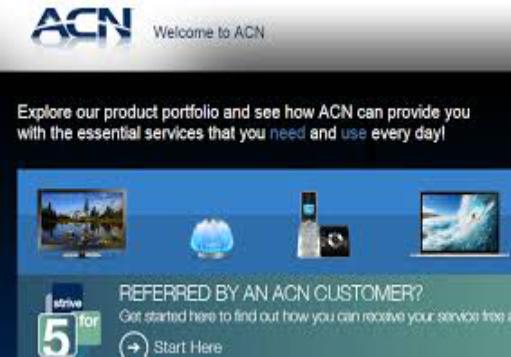 ACN Welcome to ACN
Explore our product portfolio and see how ACN can provide you
with the essential services that you need and use every day!
REFERRED BY AN ACN CUSTOMER?
strive
5 for
Get started here to find out how you can receive your service free
Start Here